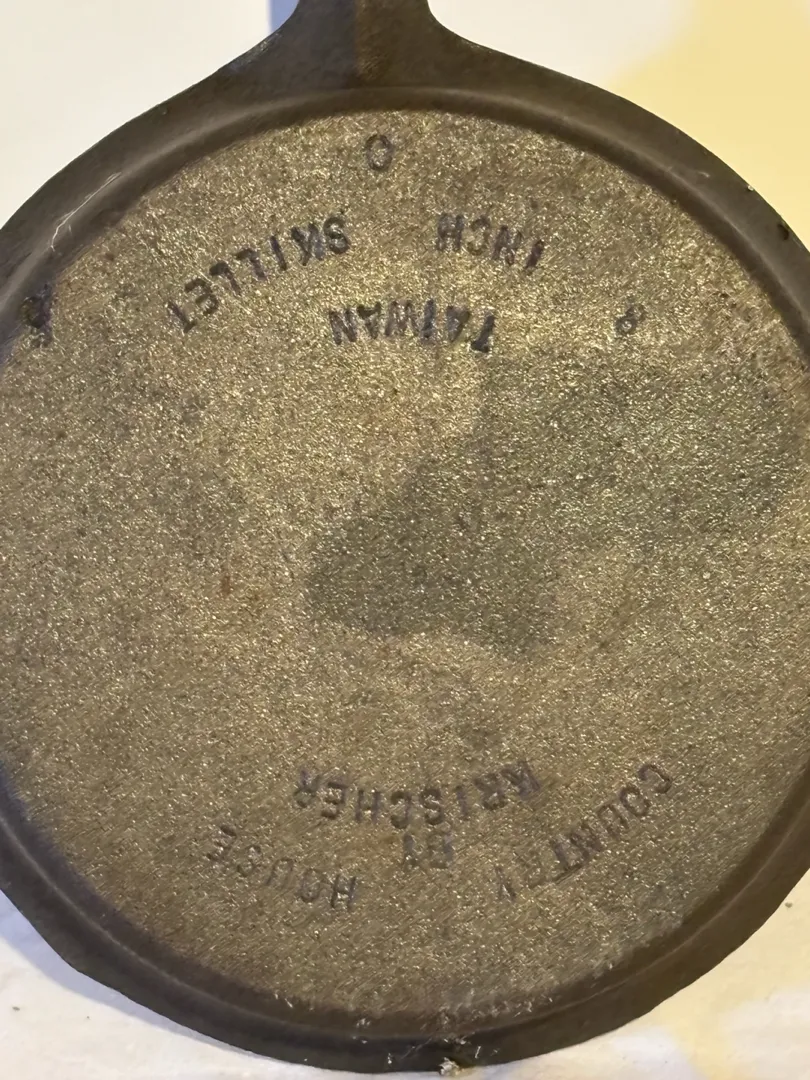 COUNTRY HOUSE
BY
KRISCHER
TAIWAN
8 INCH SKILLET
O